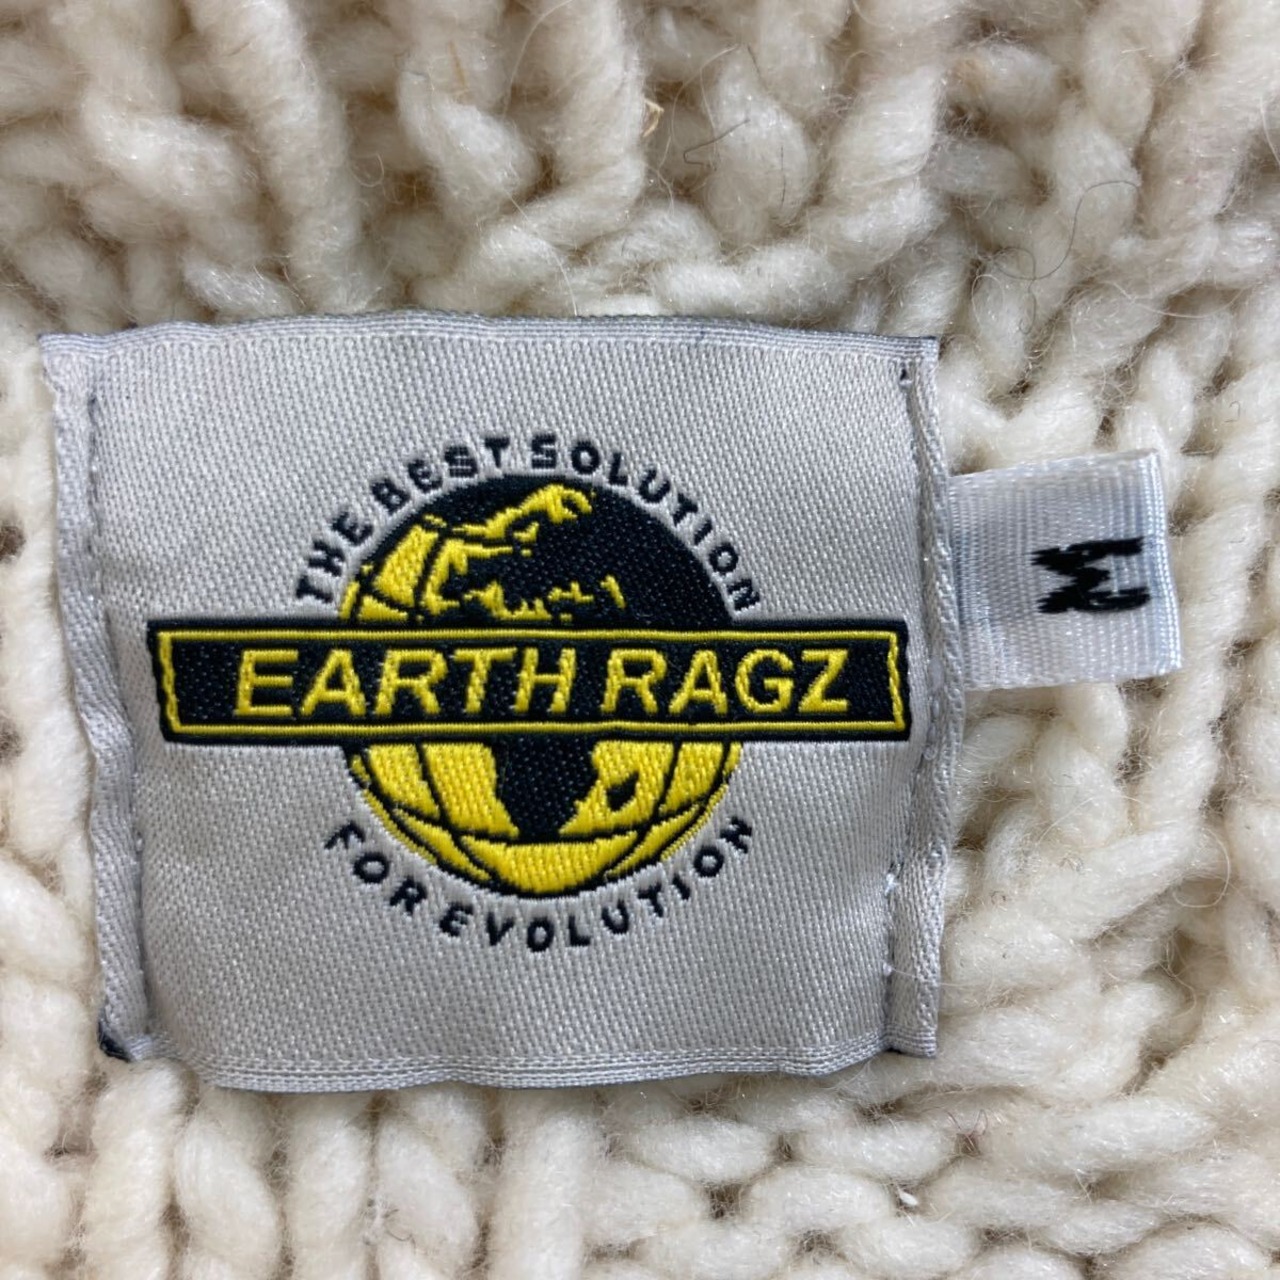 THE BEST SOLUTION
EARTH RAGZ
FOR EVOLUTION
M